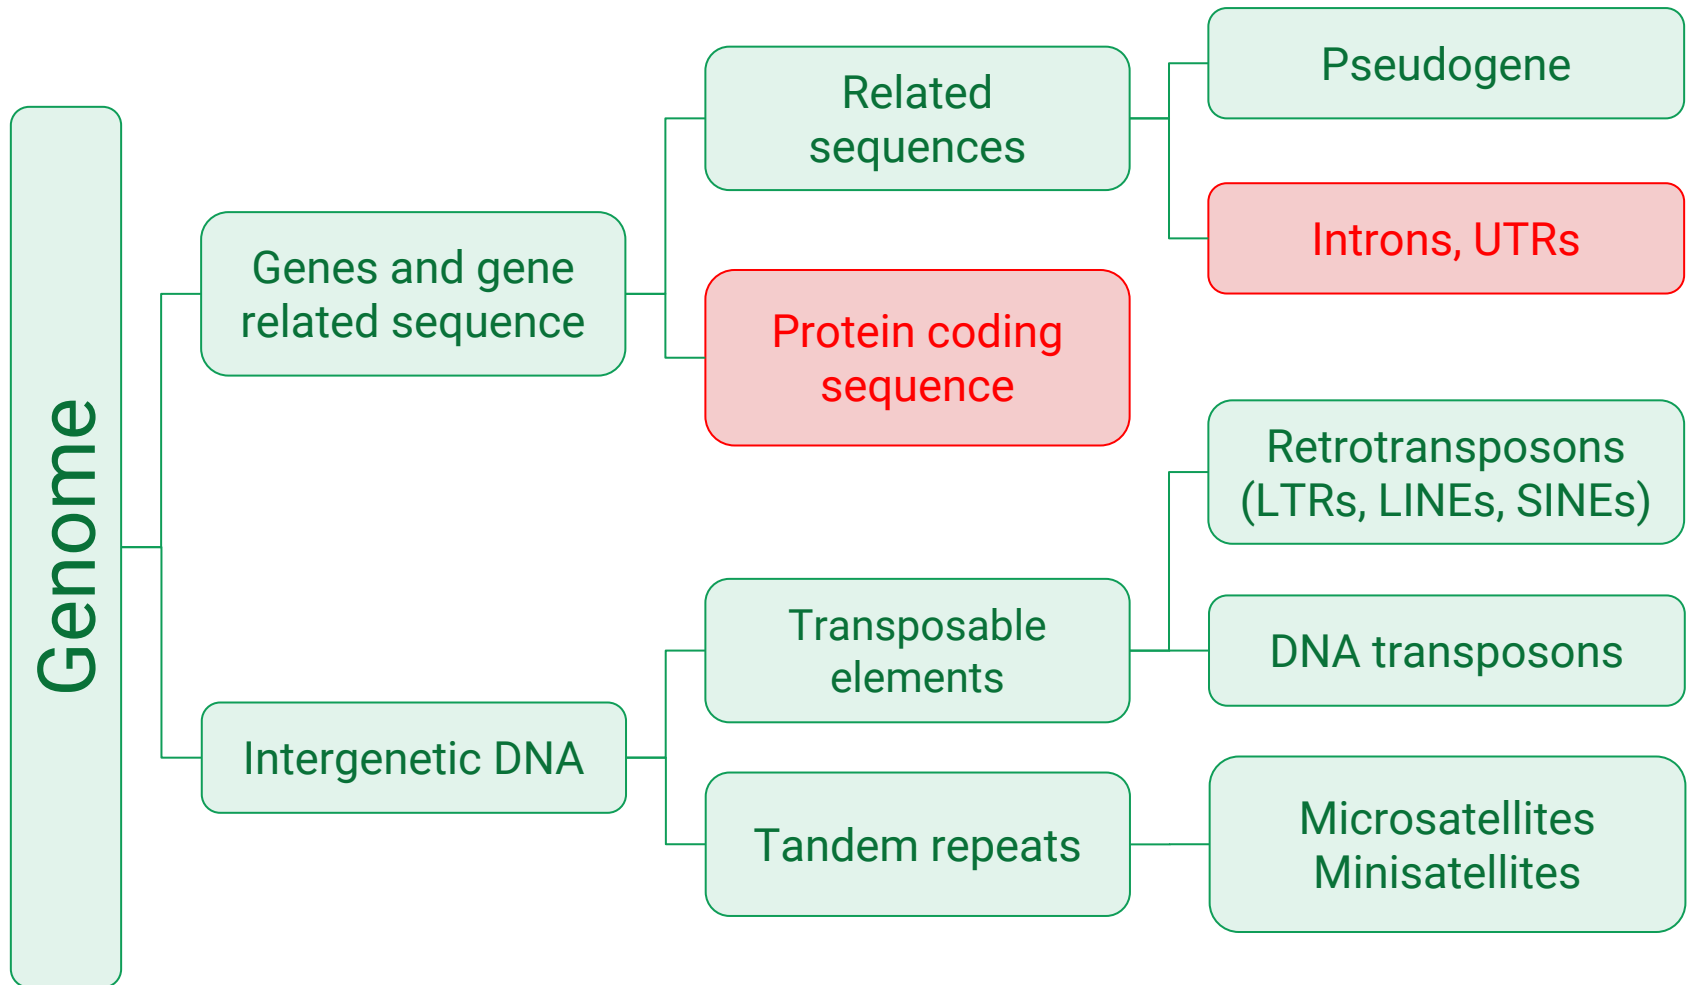 Genome
Genes and gene
related sequence
Related
sequences
Pseudogene
Introns, UTRs
Protein coding
sequence
Intergenetic DNA
Transposable
elements
Retrotransposons
(LTRs, LINEs, SINEs)
DNA transposons
Tandem repeats
Microsatellites
Minisatellites